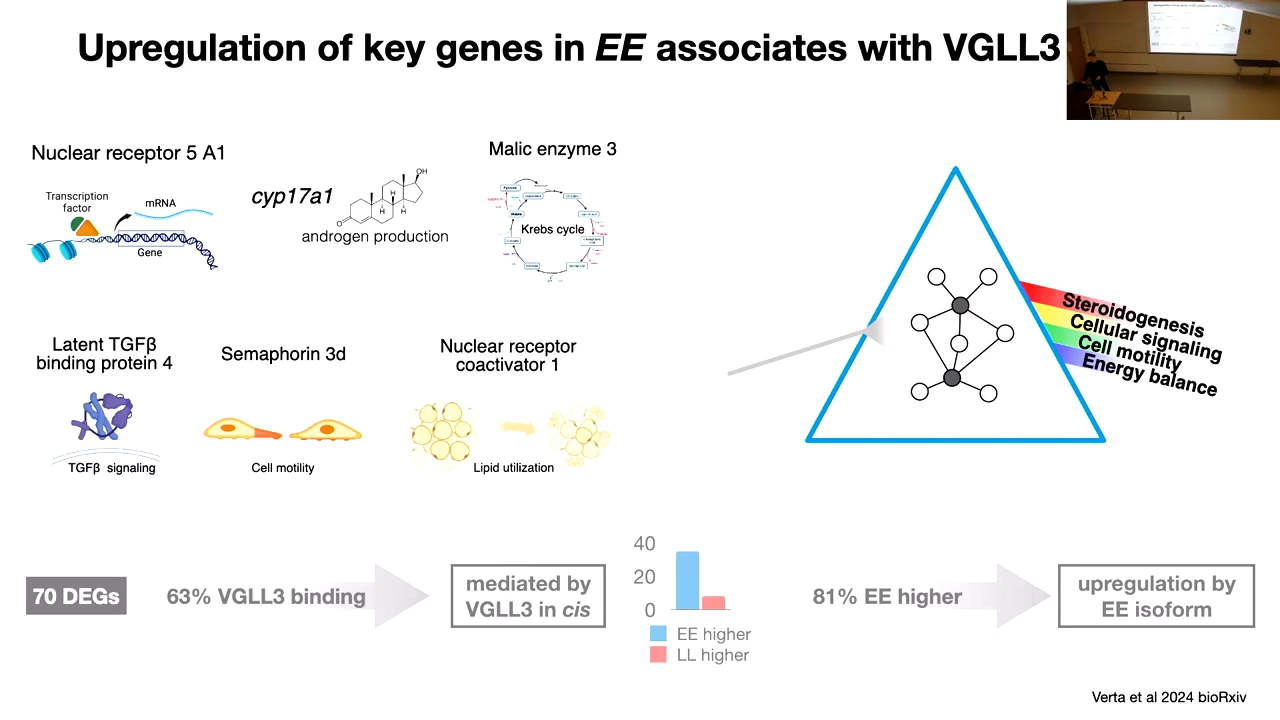 Upregulation of key genes in EE associates with VGLL3
Nuclear receptor 5 A1
Transcription
factor
mRNA
Gene
cyp17a1
OH
H
H
H
O
androgen production
Malic enzyme 3
Krebs cycle
Latent TGFβ
binding protein 4
TGFβ signaling
Semaphorin 3d
Cell motility
Nuclear receptor
coactivator 1
Lipid utilization
Steroidogenesis
Cellular signaling
Cell motility
Energy balance
70 DEGs
63% VGLL3 binding
mediated by
VGLL3 in cis
40
20
0
EE higher
LL higher
81% EE higher
upregulation by
EE isoform
Verta et al 2024 bioRxiv